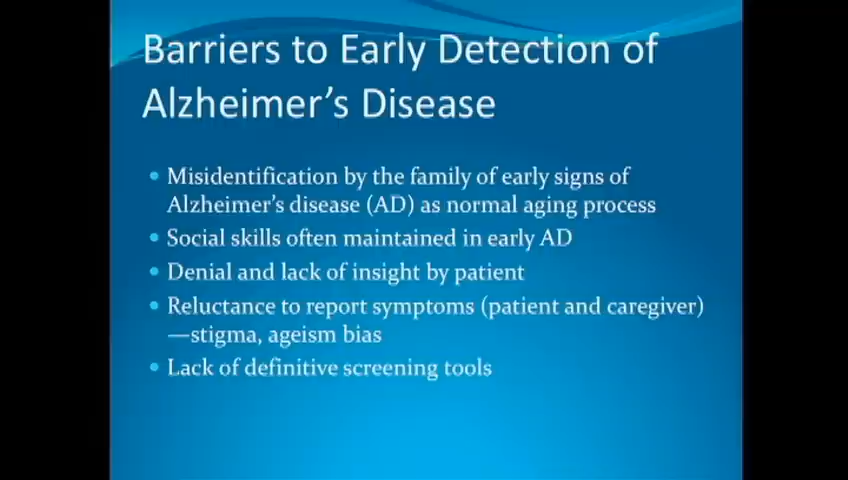 Barriers to Early Detection of
Alzheimer's Disease
• Misidentification by the family of early signs of
Alzheimer's disease (AD) as normal aging process
• Social skills often maintained in early AD
• Denial and lack of insight by patient
• Reluctance to report symptoms (patient and caregiver)
—stigma, ageism bias
• Lack of definitive screening tools